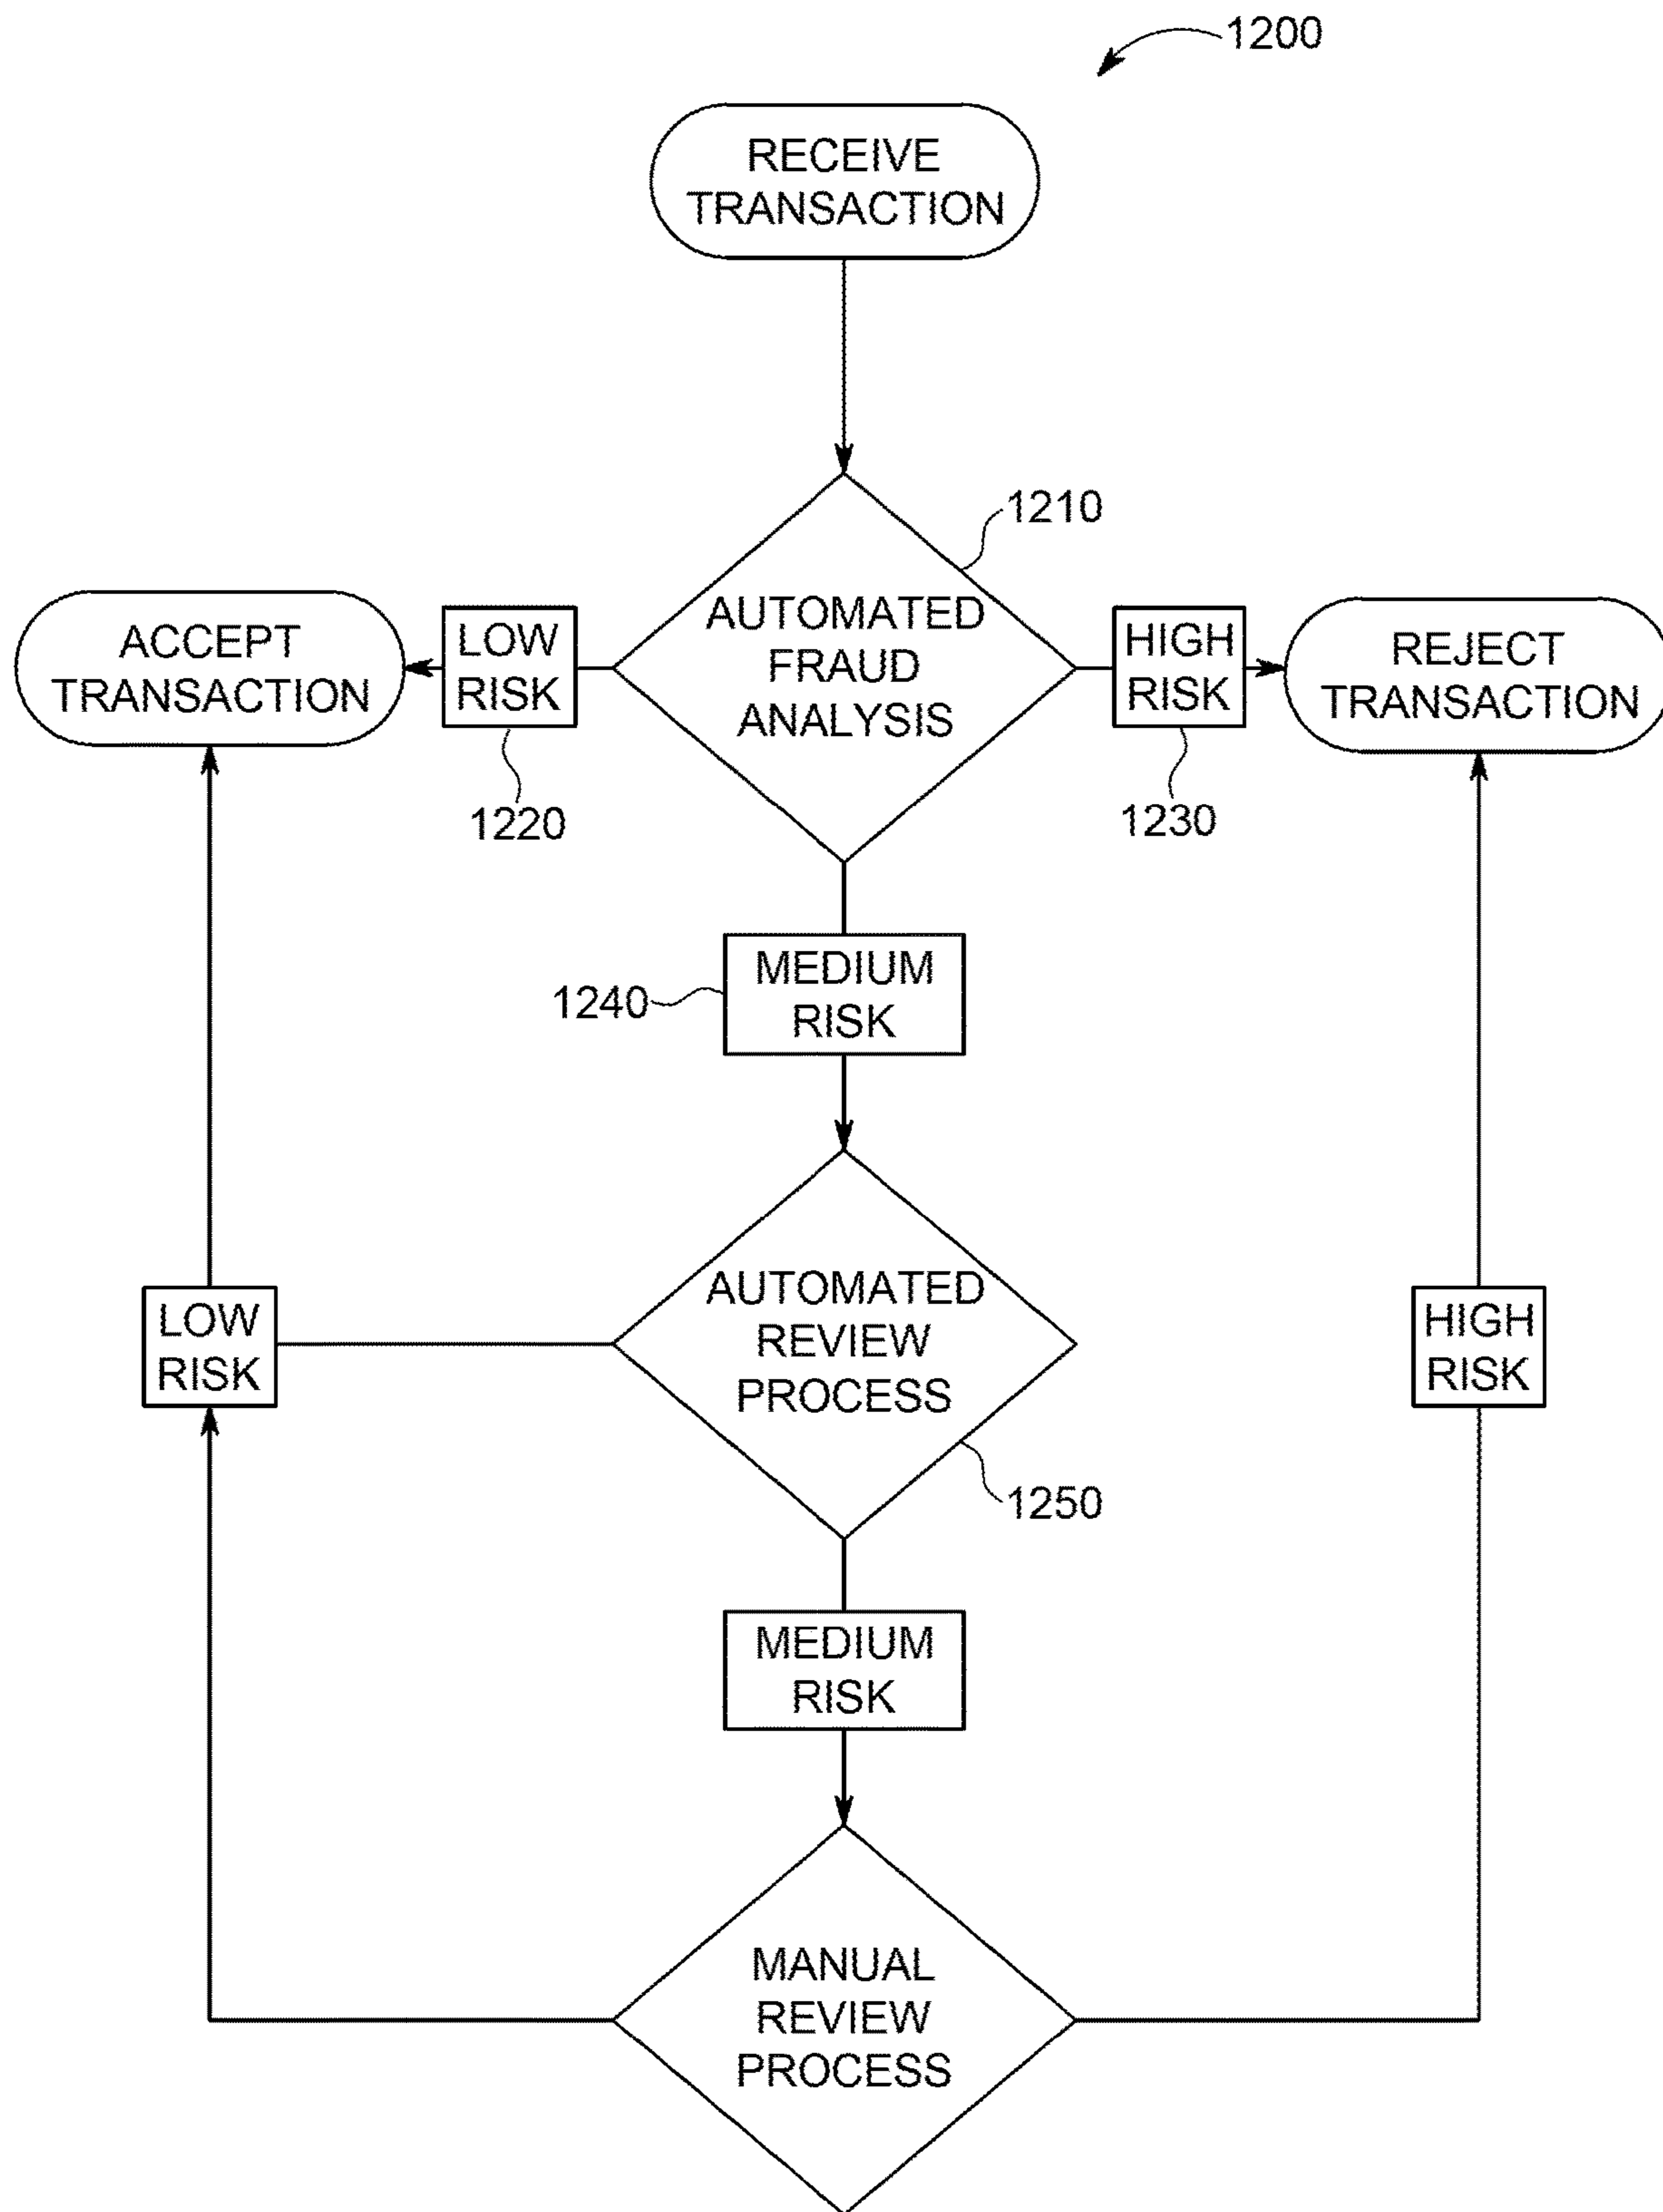 1200
RECEIVE
TRANSACTION
1210
AUTOMATED
FRAUD
ANALYSIS
ACCEPT
TRANSACTION
LOW
RISK
HIGH
RISK
REJECT
TRANSACTION
1220
1230
MEDIUM
RISK
1240
AUTOMATED
REVIEW
PROCESS
LOW
RISK
HIGH
RISK
1250
MEDIUM
RISK
MANUAL
REVIEW
PROCESS